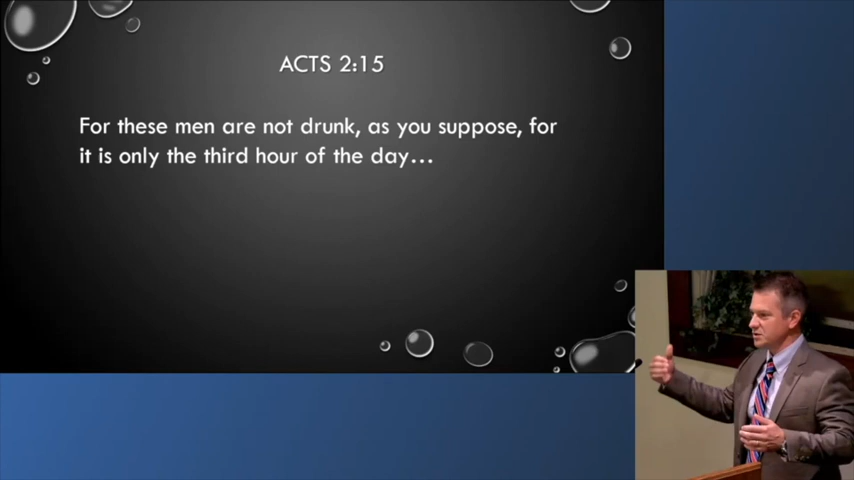 ACTS 2:15
For these men are not drunk, as you suppose, for
it is only the third hour of the day…